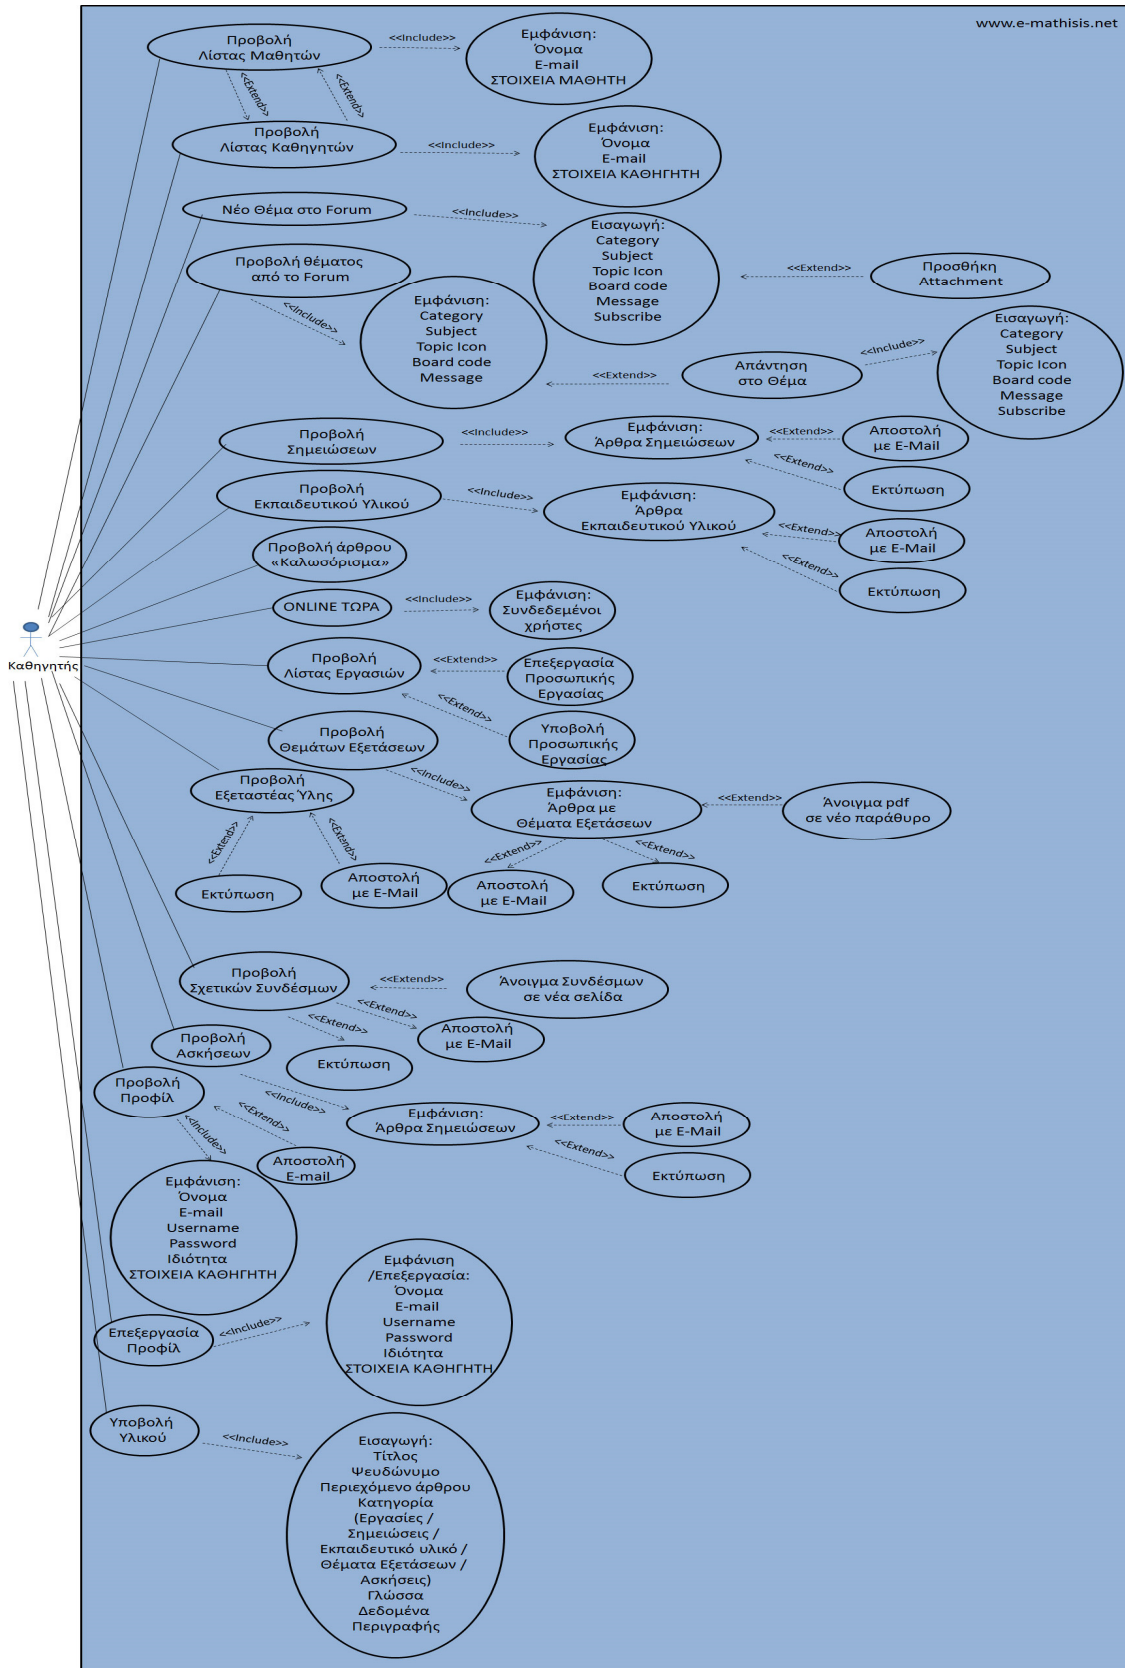 www.e-mathisis.net
Προβολή
Λίστας Μαθητών
<<Include>>
Εμφάνιση:
Όνομα
E-mail
ΣΤΟΙΧΕΙΑ ΜΑΘΗΤΗ
<<Extend>>
<<Extend>>
Προβολή
Λίστας Καθηγητών
<<Include>>
Εμφάνιση:
Όνομα
E-mail
ΣΤΟΙΧΕΙΑ ΚΑΘΗΓΗΤΗ
Νέο Θέμα στο Forum
<<Include>>
Εισαγωγή:
Category
Subject
Topic Icon
Board code
Message
Subscribe
<<Extend>>
Προσθήκη
Attachment
Προβολή θέματος
από το Forum
<<Include>>
Εμφάνιση:
Category
Subject
Topic Icon
Board code
Message
<<Extend>>
Απάντηση
στο Θέμα
<<Include>>
Εισαγωγή:
Category
Subject
Topic Icon
Board code
Message
Subscribe
Προβολή
Σημειώσεων
<<Include>>
Εμφάνιση:
Άρθρα Σημειώσεων
<<Extend>>
Αποστολή
με E-Mail
<<Extend>>
Εκτύπωση
Προβολή
Εκπαιδευτικού Υλικού
<<Include>>
Εμφάνιση:
Άρθρα
Εκπαιδευτικού Υλικού
<<Extend>>
Αποστολή
με E-Mail
<<Extend>>
Εκτύπωση
Προβολή άρθρου
«Καλωσόρισμα»
ONLINE ΤΩΡΑ
<<Include>>
Εμφάνιση:
Συνδεδεμένοι
χρήστες
Καθηγητής
Προβολή
Λίστας Εργασιών
<<Extend>>
Επεξεργασία
Προσωπικής
Εργασίας
<<Extend>>
Υποβολή
Προσωπικής
Εργασίας
Προβολή
Θεμάτων Εξετάσεων
<<Include>>
Εμφάνιση:
Άρθρα με
Θέματα Εξετάσεων
<<Extend>>
Άνοιγμα pdf
σε νέο παράθυρο
Προβολή
Εξεταστέας Ύλης
<<Extend>>
<<Extend>>
<<Extend>>
<<Extend>>
Εκτύπωση
Αποστολή
με E-Mail
Αποστολή
με E-Mail
Εκτύπωση
Προβολή
Σχετικών Συνδέσμων
<<Extend>>
Άνοιγμα Συνδέσμων
σε νέα σελίδα
<<Extend>>
Αποστολή
με E-Mail
<<Extend>>
Εκτύπωση
Προβολή
Ασκήσεων
<<Include>>
Εμφάνιση:
Άρθρα Σημειώσεων
<<Extend>>
Αποστολή
με E-Mail
<<Extend>>
Εκτύπωση
Προβολή
Προφίλ
<<Extend>>
Αποστολή
E-mail
<<Include>>
Εμφάνιση:
Όνομα
E-mail
Username
Password
Ιδιότητα
ΣΤΟΙΧΕΙΑ ΚΑΘΗΓΗΤΗ
Επεξεργασία
Προφίλ
<<Include>>
Εμφάνιση
/Επεξεργασία:
Όνομα
E-mail
Username
Password
Ιδιότητα
ΣΤΟΙΧΕΙΑ ΚΑΘΗΓΗΤΗ
Υποβολή
Υλικού
<<Include>>
Εισαγωγή:
Τίτλος
Ψευδώνυμο
Περιεχόμενο άρθρου
Κατηγορία
(Εργασίες /
Σημειώσεις /
Εκπαιδευτικό υλικό /
Θέματα Εξετάσεων /
Ασκήσεις)
Γλώσσα
Δεδομένα
Περιγραφής